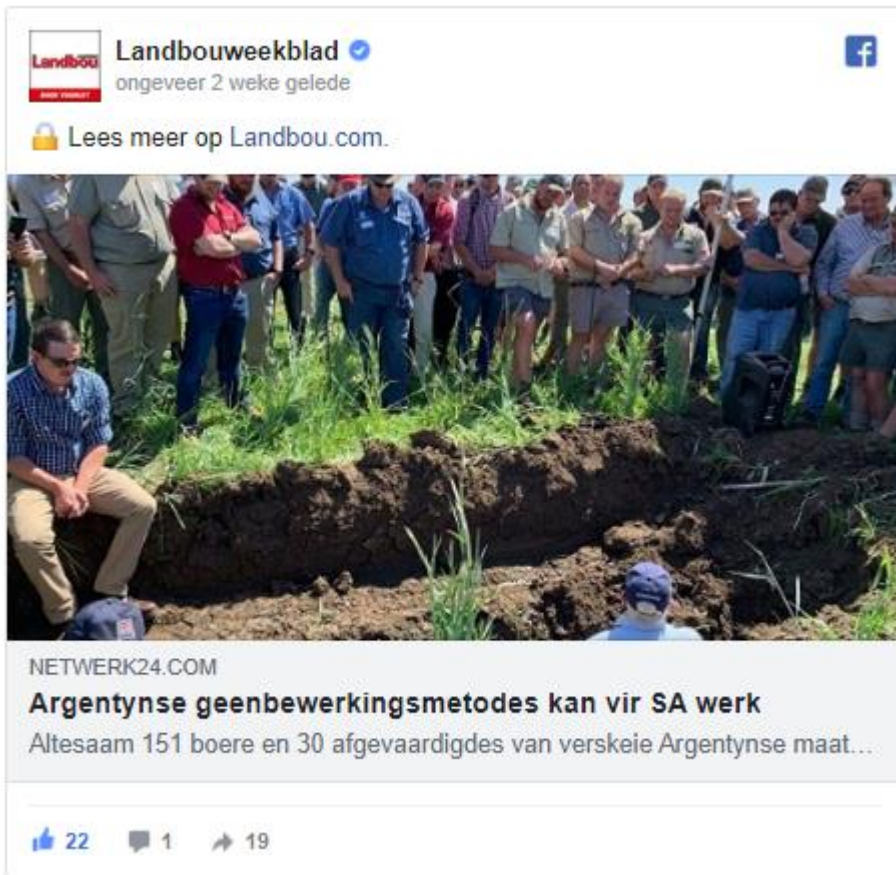 Landbou
Landbouweekblad
ongeveer 2 weke gelede
Lees meer op Landbou.com.
NETWERK24.COM
Argentynse geenbewerkingsmetodes kan vir SA werk
Altesaam 151 boere en 30 afgevaardigdes van verskeie Argentynse maat...
22
1
19